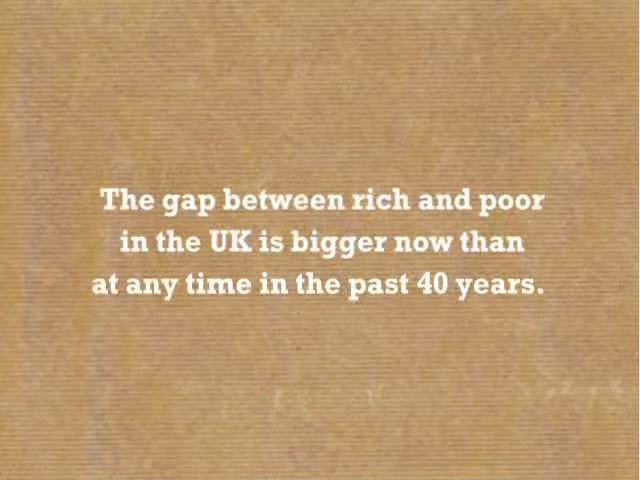 The gap between rich and poor
in the UK is bigger now than
at any time in the past 40 years.